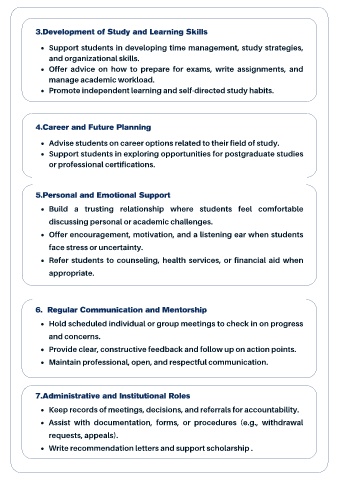 3.Development of Study and Learning Skills
• Support students in developing time management, study strategies,
and organizational skills.
• Offer advice on how to prepare for exams, write assignments, and
manage academic workload.
• Promote independent learning and self-directed study habits.
4.Career and Future Planning
• Advise students on career options related to their field of study.
• Support students in exploring opportunities for postgraduate studies
or professional certifications.
5.Personal and Emotional Support
• Build a trusting relationship where students feel comfortable
discussing personal or academic challenges.
• Offer encouragement, motivation, and a listening ear when students
face stress or uncertainty.
• Refer students to counseling, health services, or financial aid when
appropriate.
6. Regular Communication and Mentorship
• Hold scheduled individual or group meetings to check in on progress
and concerns.
• Provide clear, constructive feedback and follow up on action points.
• Maintain professional, open, and respectful communication.
7.Administrative and Institutional Roles
• Keep records of meetings, decisions, and referrals for accountability.
• Assist with documentation, forms, or procedures (e.g., withdrawal
requests, appeals).
• Write recommendation letters and support scholarship .